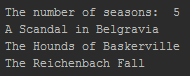 The number of seasons:  5
A Scandal in Belgravia
The Hounds of Baskerville
The Reichenbach Fall